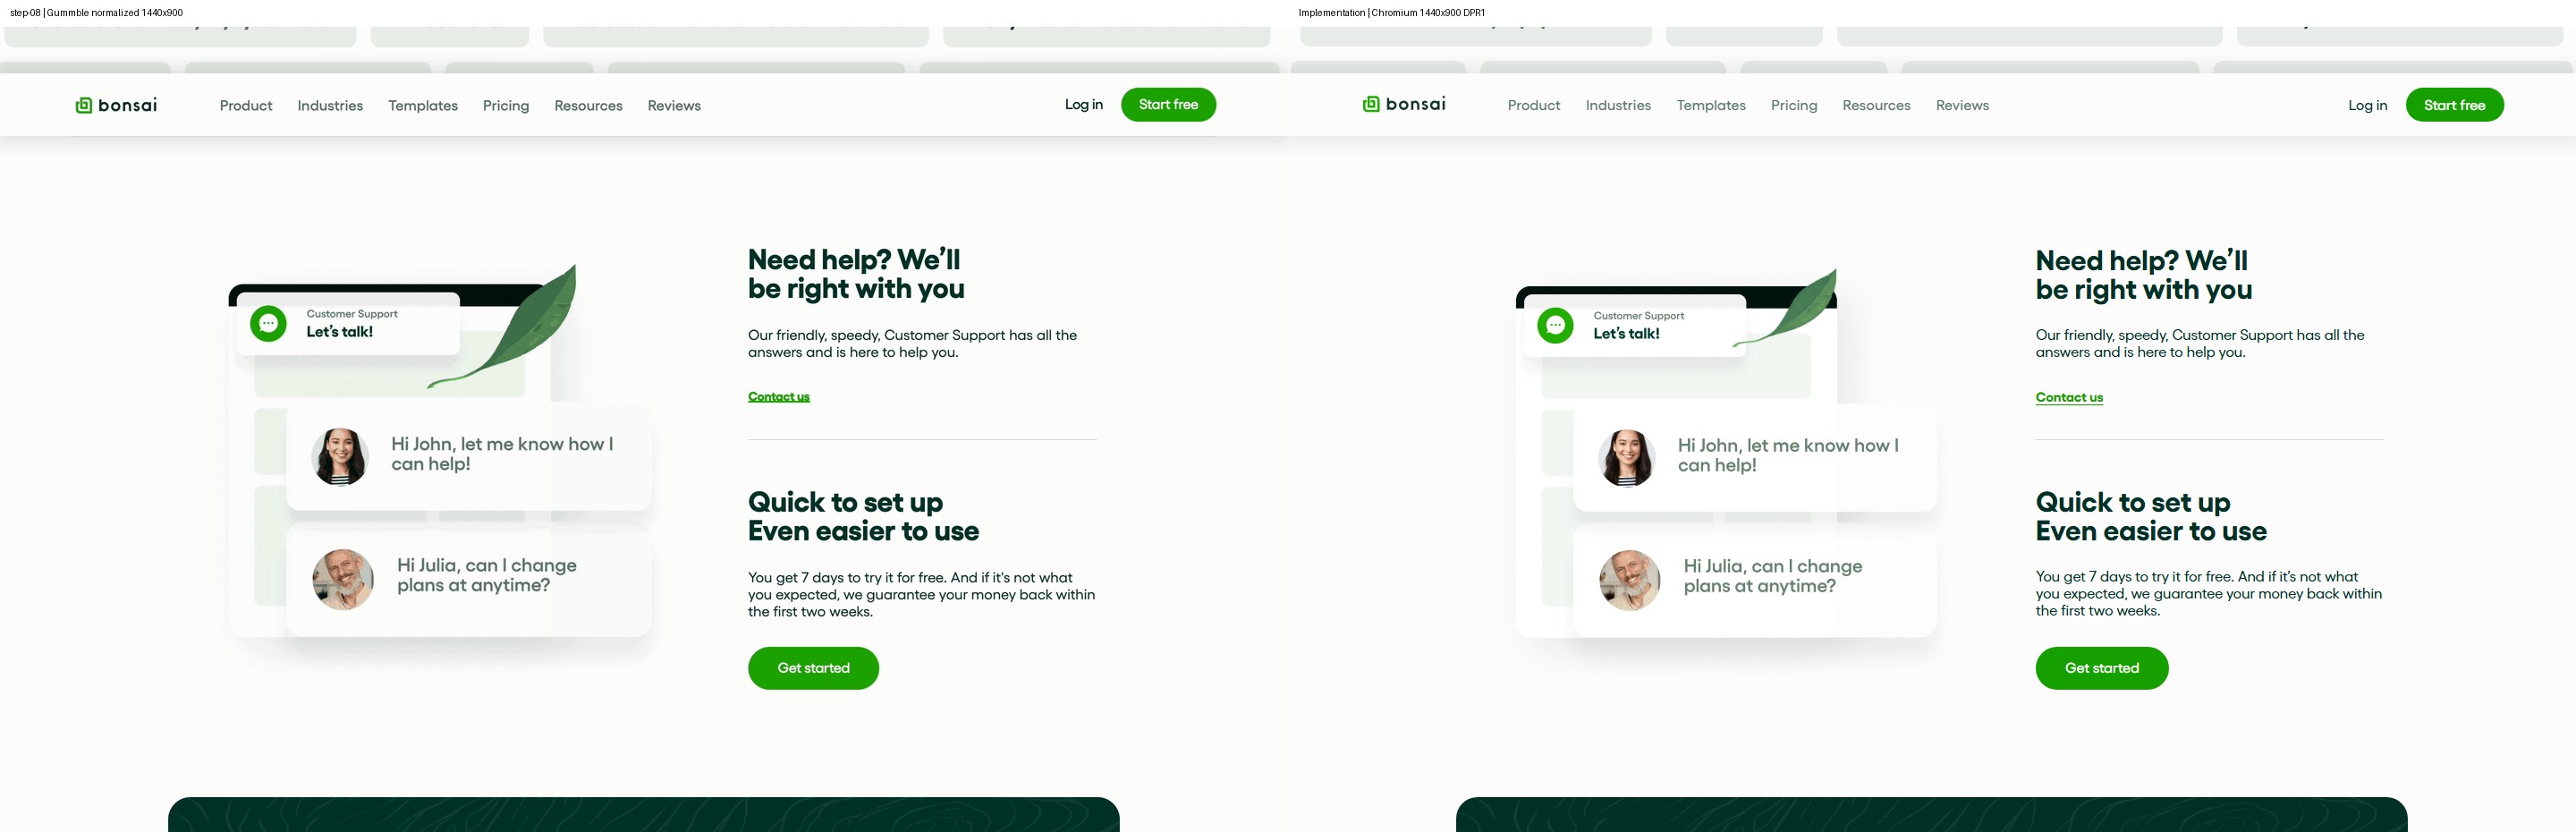 step-08 | Gummble normalized 1440x900
Implementation | Chromium 1440x900 DPR1
bonsai Product Industries Templates Pricing Resources Reviews Log in Start free
Customer Support
Let's talk!
Hi John, let me know how I
can help!
Hi Julia, can I change
plans at anytime?
Need help? We'll
be right with you
Our friendly, speedy, Customer Support has all the
answers and is here to help you.
Contact us
Quick to set up
Even easier to use
You get 7 days to try it for free. And if it's not what
you expected, we guarantee your money back within
the first two weeks.
Get started
bonsai Product Industries Templates Pricing Resources Reviews Log in Start free
Customer Support
Let's talk!
Hi John, let me know how I
can help!
Hi Julia, can I change
plans at anytime?
Need help? We'll
be right with you
Our friendly, speedy, Customer Support has all the
answers and is here to help you.
Contact us
Quick to set up
Even easier to use
You get 7 days to try it for free. And if it's not what
you expected, we guarantee your money back within
the first two weeks.
Get started